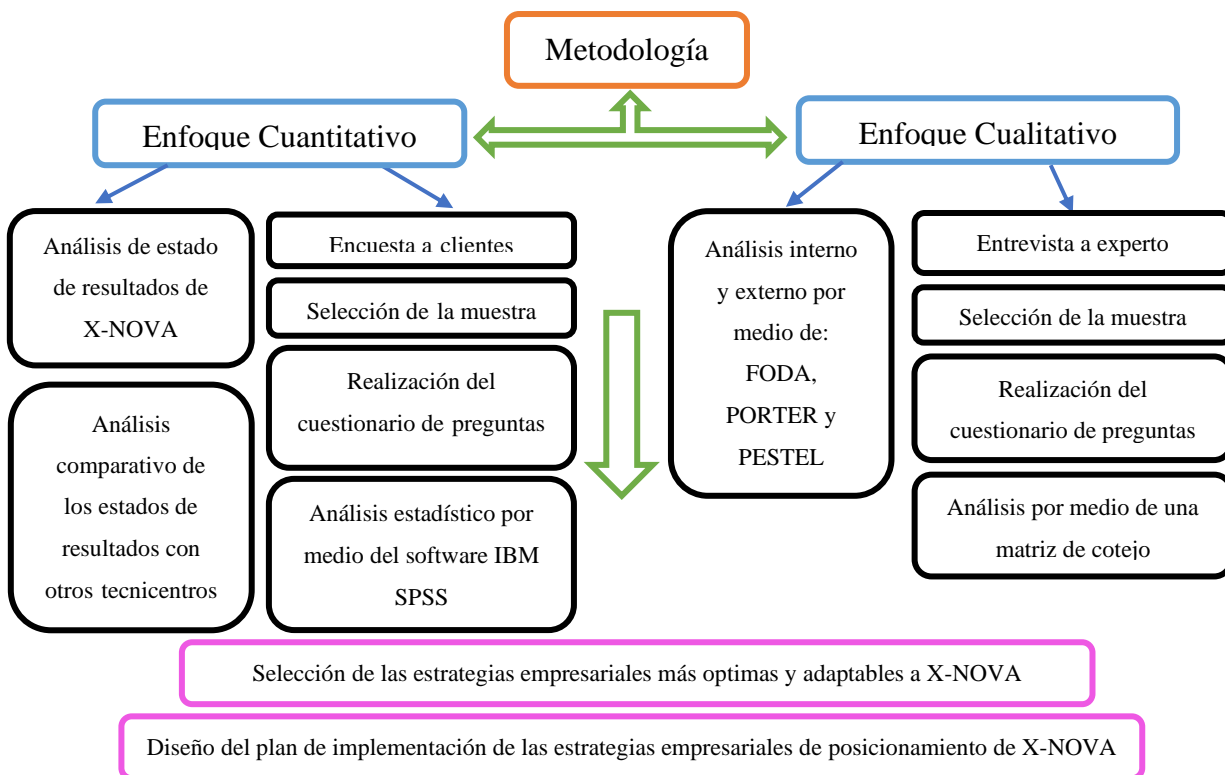 Metodología
Enfoque Cuantitativo
Enfoque Cualitativo
Análisis de estado
de resultados de
X-NOVA
Análisis
comparativo de
los estados de
resultados con
otros tecnicentros
Encuesta a clientes
Selección de la muestra
Realización del
cuestionario de preguntas
Análisis estadístico por
medio del software IBM
SPSS
Análisis interno
y externo por
medio de:
FODA,
PORTER y
PESTEL
Entrevista a experto
Selección de la muestra
Realización del
cuestionario de preguntas
Análisis por medio de una
matriz de cotejo
Selección de las estrategias empresariales más optimas y adaptables a X-NOVA
Diseño del plan de implementación de las estrategias empresariales de posicionamiento de X-NOVA